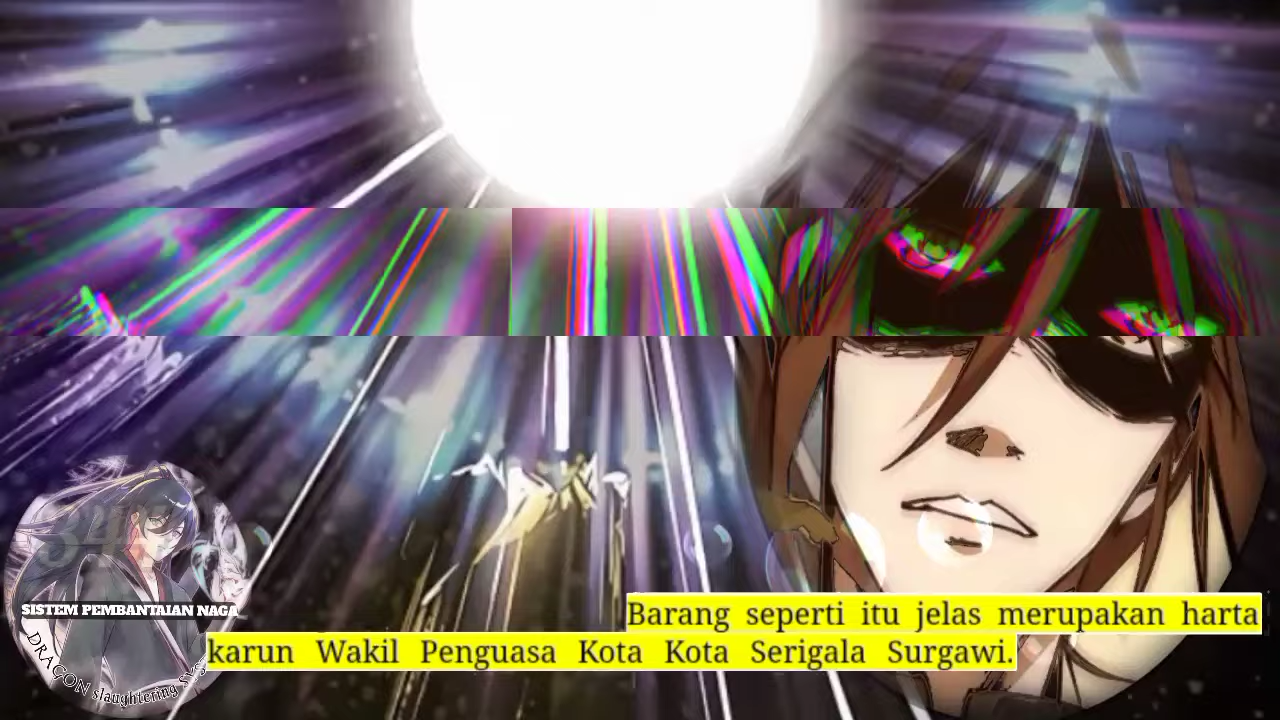 SISTEM PEMBANTAIAN NAGA
DRAGON slaughtering
Barang seperti itu jelas merupakan harta
karun Wakil Penguasa Kota Kota Serigala Surgawi.